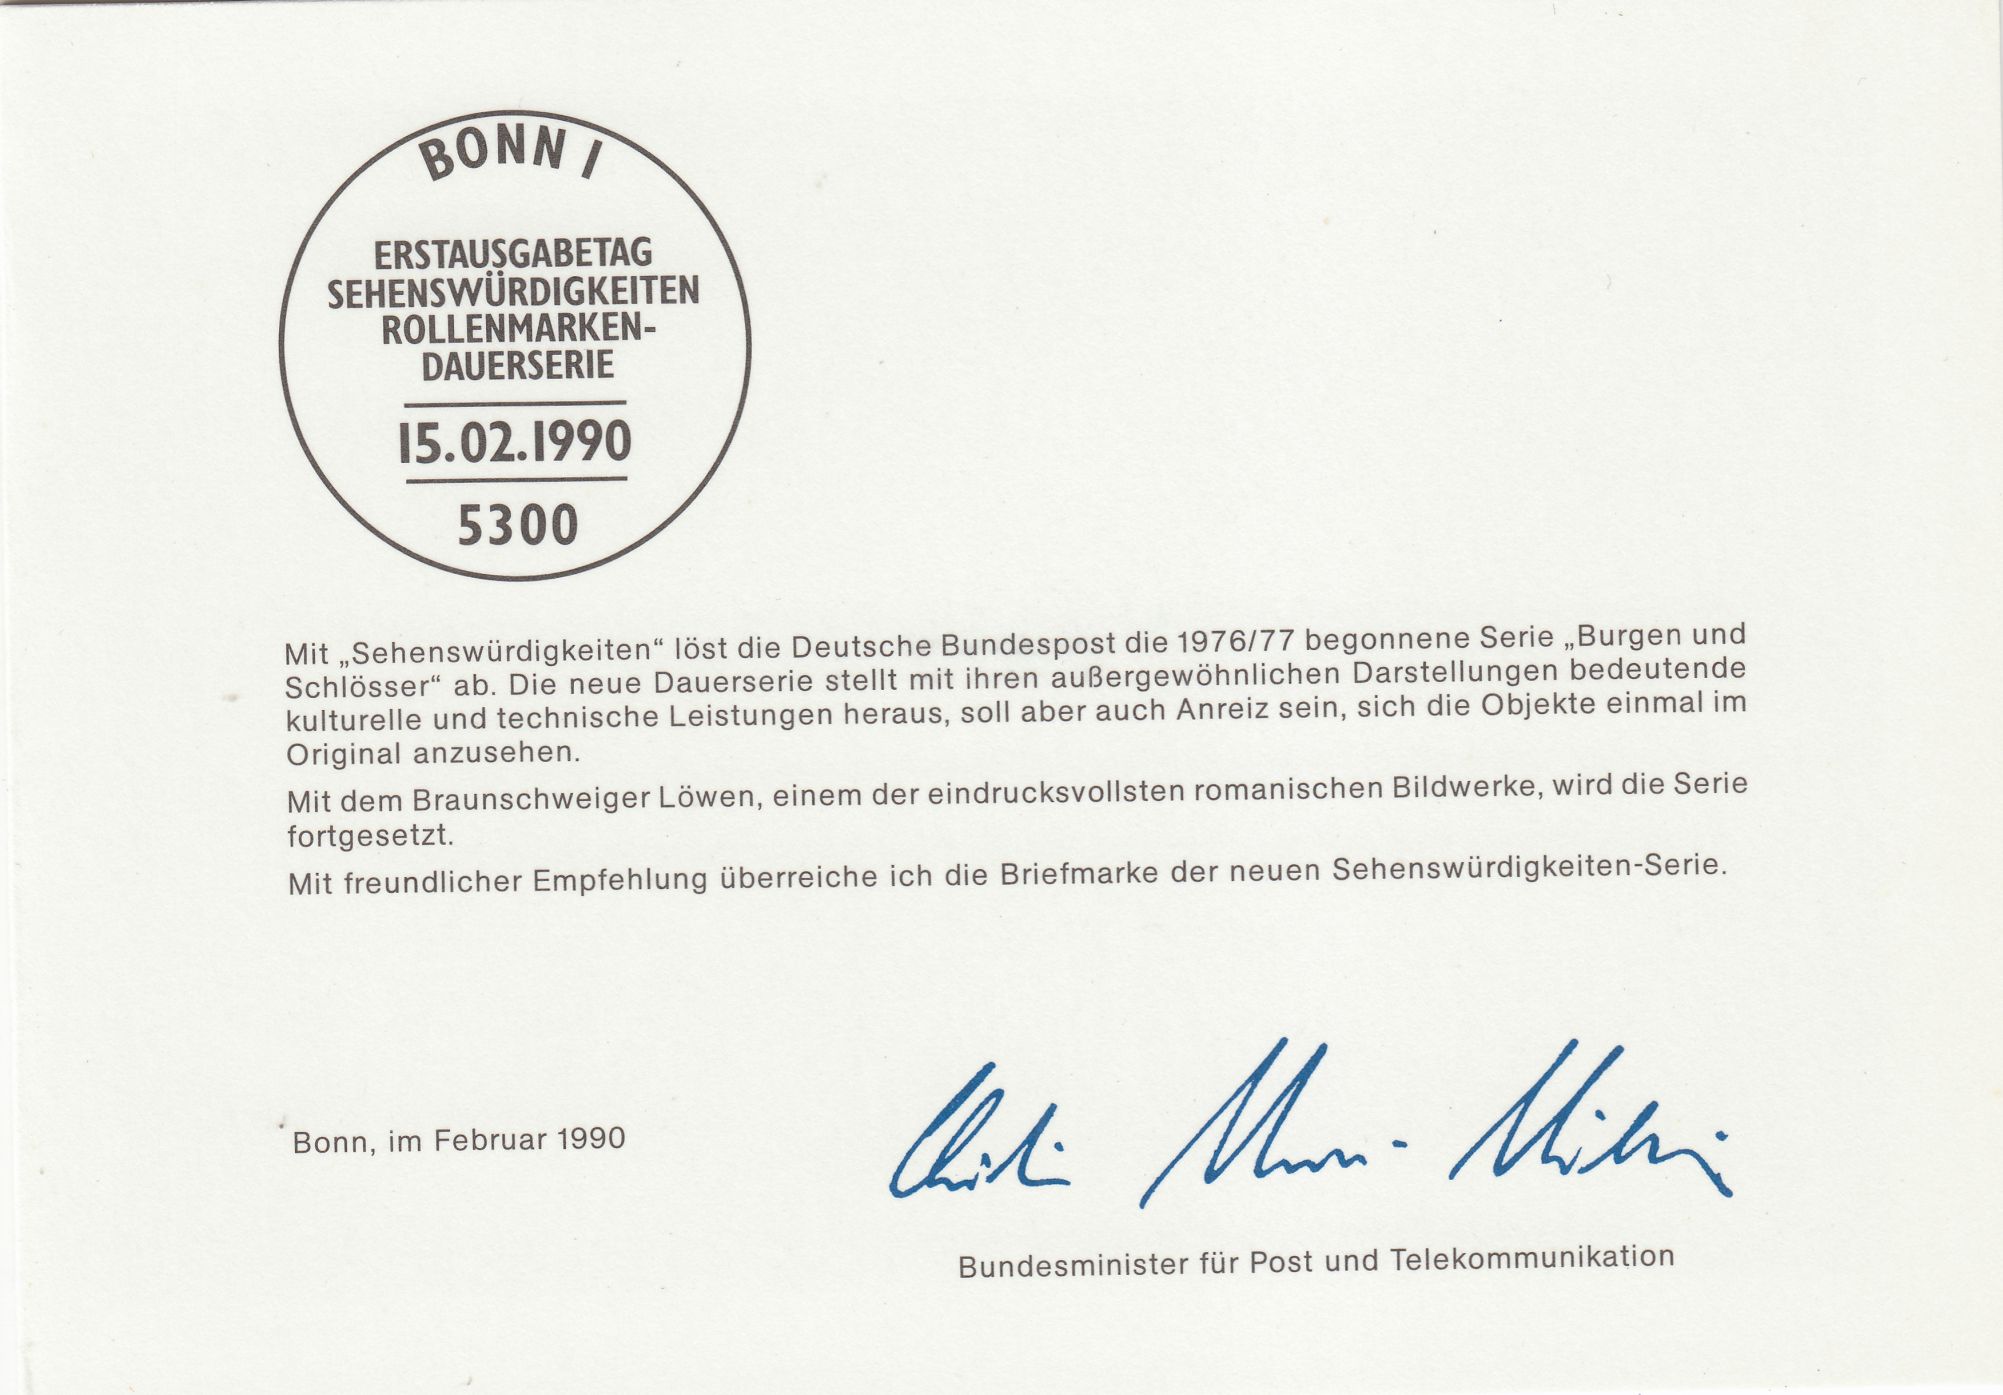 BONN 1
ERSTAUSGABETAG
SEHENSWÜRDIGKEITEN
ROLLENMARKEN-
DAUERSERIE
15.02.1990
5300
Mit „Sehenswürdigkeiten“ löst die Deutsche Bundespost die 1976/77 begonnene Serie „Burgen und
Schlösser“ ab. Die neue Dauerserie stellt mit ihren außergewöhnlichen Darstellungen bedeutende
kulturelle und technische Leistungen heraus, soll aber auch Anreiz sein, sich die Objekte einmal im
Original anzusehen.
Mit dem Braunschweiger Löwen, einem der eindrucksvollsten romanischen Bildwerke, wird die Serie
fortgesetzt.
Mit freundlicher Empfehlung überreiche ich die Briefmarke der neuen Sehenswürdigkeiten-Serie.
Bonn, im Februar 1990
Bundesminister für Post und Telekommunikation